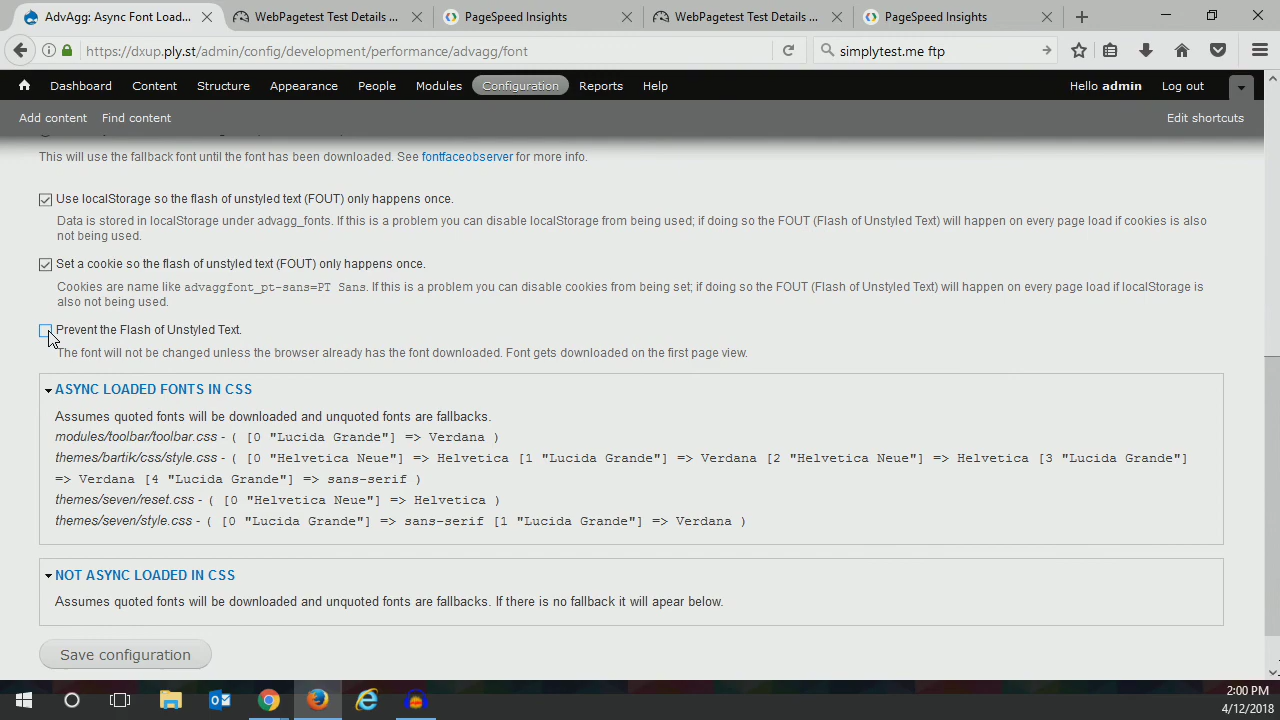 AdvAgg: Async Font Load...
WebPagetest Test Details ...
PageSpeed Insights
WebPagetest Test Details ...
PageSpeed Insights
https://dxup.ply.st/admin/config/development/performance/advagg/font
simplytest.me ftp
Dashboard Content Structure Appearance People Modules Configuration Reports Help
Hello admin Log out
Add content Find content
Edit shortcuts
This will use the fallback font until the font has been downloaded. See fontfaceobserver for more info.
Use localStorage so the flash of unstyled text (FOUT) only happens once.
Data is stored in localStorage under advagg_fonts. If this is a problem you can disable localStorage from being used; if doing so the FOUT (Flash of Unstyled Text) will happen on every page load if cookies is also
not being used.
Set a cookie so the flash of unstyled text (FOUT) only happens once.
Cookies are name like advaggfont_pt-sans=PT Sans. If this is a problem you can disable cookies from being set; if doing so the FOUT (Flash of Unstyled Text) will happen on every page load if localStorage is
also not being used.
Prevent the Flash of Unstyled Text.
The font will not be changed unless the browser already has the font downloaded. Font gets downloaded on the first page view.
ASYNC LOADED FONTS IN CSS
Assumes quoted fonts will be downloaded and unquoted fonts are fallbacks.
modules/toolbar/toolbar.css - ( [0 "Lucida Grande"] => Verdana )
themes/bartik/css/style.css - ( [0 "Helvetica Neue"] => Helvetica [1 "Lucida Grande"] => Verdana [2 "Helvetica Neue"] => Helvetica [3 "Lucida Grande"]
=> Verdana [4 "Lucida Grande"] => sans-serif )
themes/seven/reset.css - ( [0 "Helvetica Neue"] => Helvetica )
themes/seven/style.css - ( [0 "Lucida Grande"] => sans-serif [1 "Lucida Grande"] => Verdana )
NOT ASYNC LOADED IN CSS
Assumes quoted fonts will be downloaded and unquoted fonts are fallbacks. If there is no fallback it will apear below.
Save configuration
2:00 PM
4/12/2018